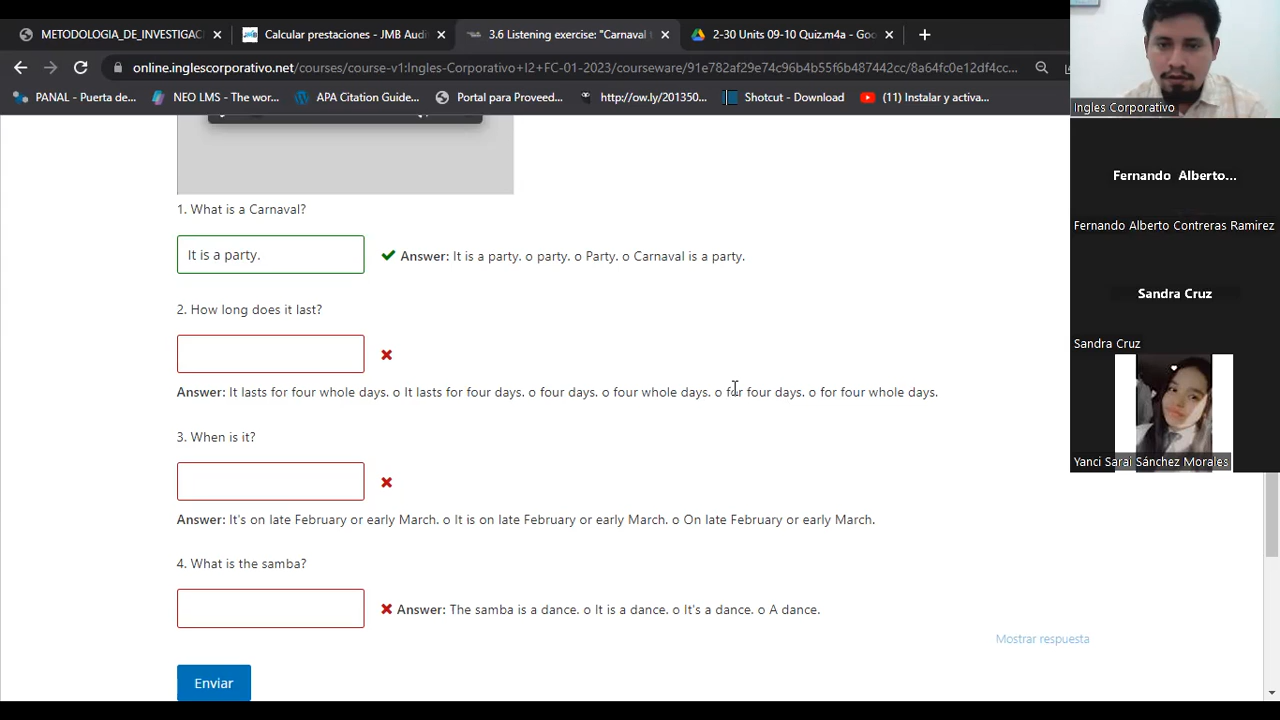 METODOLOGIA_DE_INVESTIGAC
Calcular prestaciones - JMB Audi
3.6 Listening exercise: "Carnaval
2-30 Units 09-10 Quiz.m4a - Goo
online.inglescorporativo.net/courses/course-v1:Ingles-Corporativo+I2+FC-01-2023/courseware/91e782af29e74c96b4b55f6b487442cc/8a64fc0e12df4cc...
PANAL - Puerta de...
NEO LMS - The wor...
APA Citation Guide...
Portal para Proveed...
http://ow.ly/201350...
Shotcut - Download
(11) Instalar y activa...
1. What is a Carnaval?
It is a party.
Answer: It is a party. o party. o Party. o Carnaval is a party.
2. How long does it last?
Answer: It lasts for four whole days. o It lasts for four days. o four days. o four whole days. o for four days. o for four whole days.
3. When is it?
Answer: It's on late February or early March. o It is on late February or early March. o On late February or early March.
4. What is the samba?
Answer: The samba is a dance. o It is a dance. o It's a dance. o A dance.
Mostrar respuesta
Enviar
Ingles Corporativo
Fernando Alberto...
Fernando Alberto Contreras Ramirez
Sandra Cruz
Sandra Cruz
Yanci Sarai Sánchez Morales